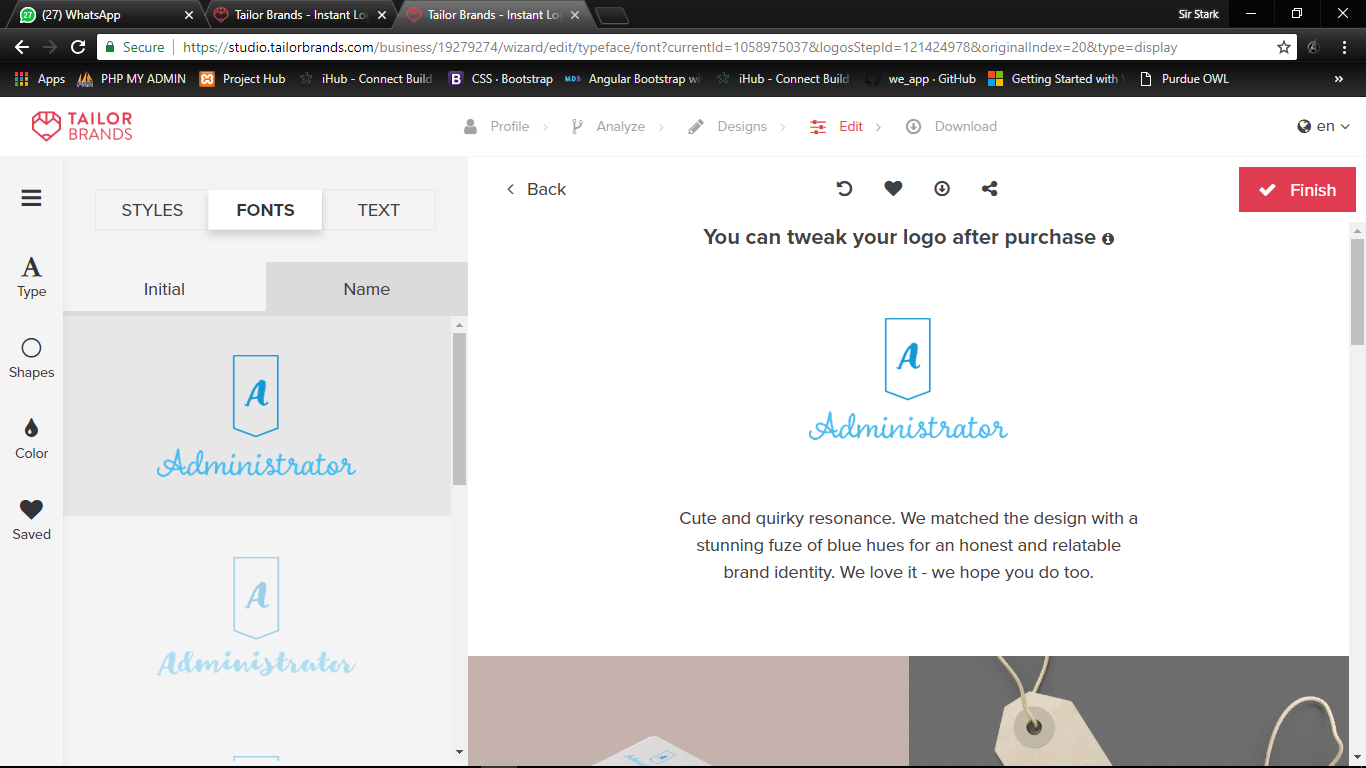 27
(27) WhatsApp
Tailor Brands - Instant Lo
Tailor Brands - Instant Lo
Sir Stark
Secure
https://studio.tailorbrands.com/business/19279274/wizard/edit/typeface/font?currentId=1058975037&logosStepId=121424978&originalIndex=20&type=display
Apps
PHP MY ADMIN
Project Hub
iHub - Connect Build
B
CSS · Bootstrap
MDB
Angular Bootstrap wi
iHub - Connect Build
we_app · GitHub
Getting Started with
Purdue OWL
»
TAILOR
BRANDS
Profile
Analyze
Designs
Edit
Download
en
STYLES
FONTS
TEXT
Back
Finish
You can tweak your logo after purchase
A
Type
Shapes
Color
Saved
Initial
Name
A
Administrator
A
Administrator
A
Administrator
Cute and quirky resonance. We matched the design with a
stunning fuze of blue hues for an honest and relatable
brand identity. We love it - we hope you do too.